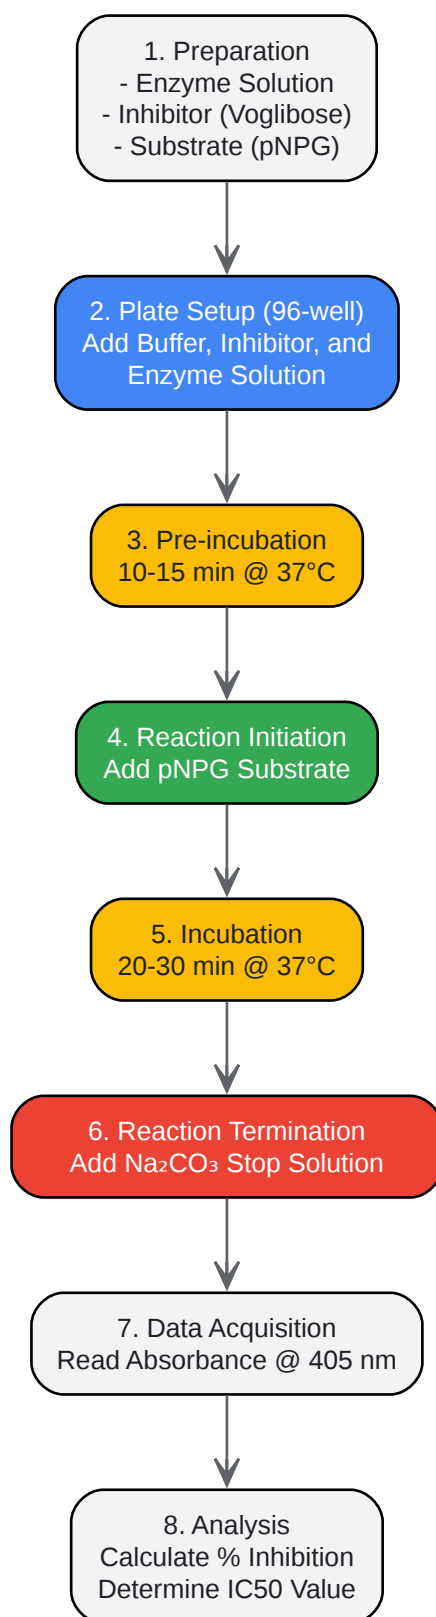 1. Preparation
- Enzyme Solution
- Inhibitor (Voglibose)
- Substrate (pNPG)
2. Plate Setup (96-well)
Add Buffer, Inhibitor, and
Enzyme Solution
3. Pre-incubation
10-15 min @ 37°C
4. Reaction Initiation
Add pNPG Substrate
5. Incubation
20-30 min @ 37°C
6. Reaction Termination
Add Na₂CO₃ Stop Solution
7. Data Acquisition
Read Absorbance @ 405 nm
8. Analysis
Calculate % Inhibition
Determine IC50 Value